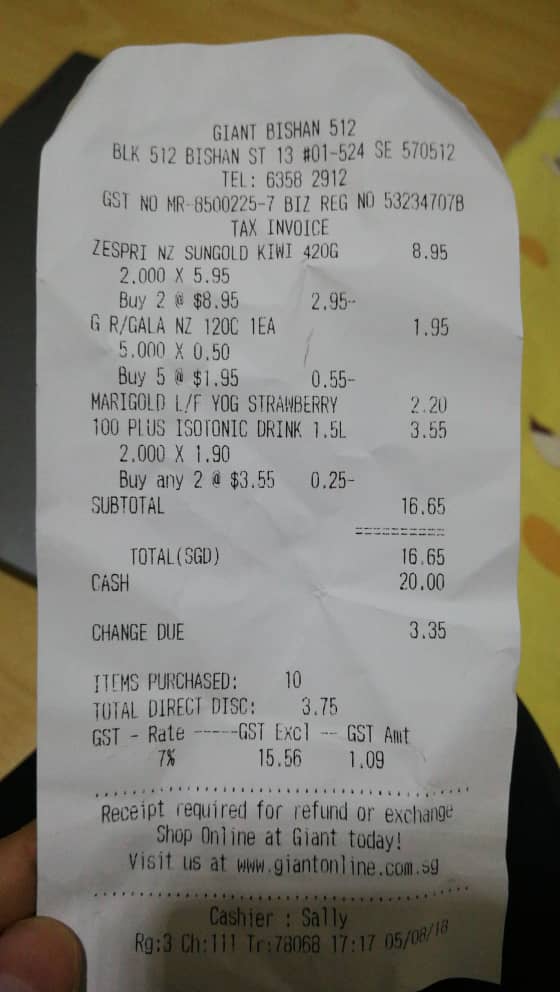 GIANT BISHAN 512
BLK 512 BISHAN ST 13 #01-524 SE 570512
TEL: 6358 2912
GST NO MR-8500225-7 BIZ REG NO 53234707B
TAX INVOICE
ZESPRI NZ SUNGOLD KIWI 420G 8.95
2.000 X 5.95
Buy 2 @ $8.95 2.95-
G R/GALA NZ 120C 1EA 1.95
5.000 X 0.50
Buy 5 @ $1.95 0.55-
MARIGOLD L/F YOG STRAWBERRY 2.20
100 PLUS ISOTONIC DRINK 1.5L 3.55
2.000 X 1.90
Buy any 2 @ $3.55 0.25-
SUBTOTAL 16.65
==========
TOTAL(SGD) 16.65
CASH 20.00
CHANGE DUE 3.35
ITEMS PURCHASED: 10
TOTAL DIRECT DISC: 3.75
GST - Rate ------GST Excl -- GST Amt
7% 15.56 1.09
Receipt required for refund or exchange
Shop Online at Giant today!
Visit us at www.giantonline.com.sg
Cashier : Sally
Rg:3 Ch:111 Tr:78068 17:17 05/08/18